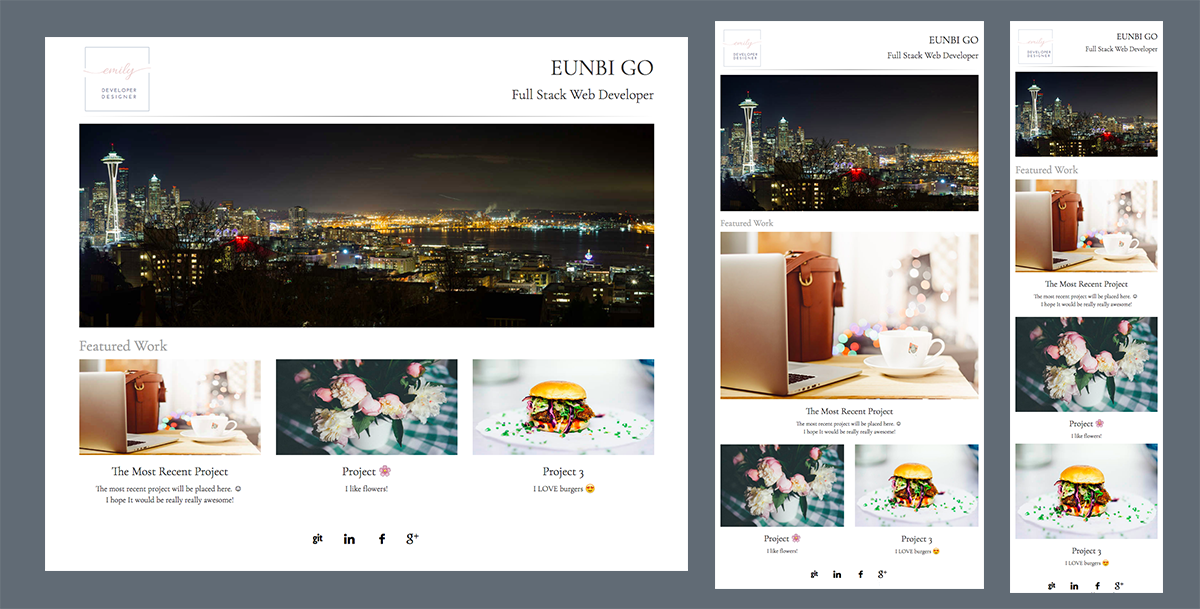 emily
DEVELOPER
DESIGNER
EUNBI GO
Full Stack Web Developer
Featured Work
The Most Recent Project
The most recent project will be placed here. ☺
I hope It would be really really awesome!
Project 🌸
I like flowers!
Project 3
I LOVE burgers 😍
git
in
f
g+
emily
DEVELOPER
DESIGNER
EUNBI GO
Full Stack Web Developer
Featured Work
The Most Recent Project
The most recent project will be placed here. ☺
I hope It would be really really awesome!
Project 🌸
I like flowers!
Project 3
I LOVE burgers 😍
git
in
f
g+
emily
DEVELOPER
DESIGNER
EUNBI GO
Full Stack Web Developer
Featured Work
The Most Recent Project
The most recent project will be placed here. ☺
I hope It would be really really awesome!
Project 🌸
I like flowers!
Project 3
I LOVE burgers 😍
git
in
f
g+